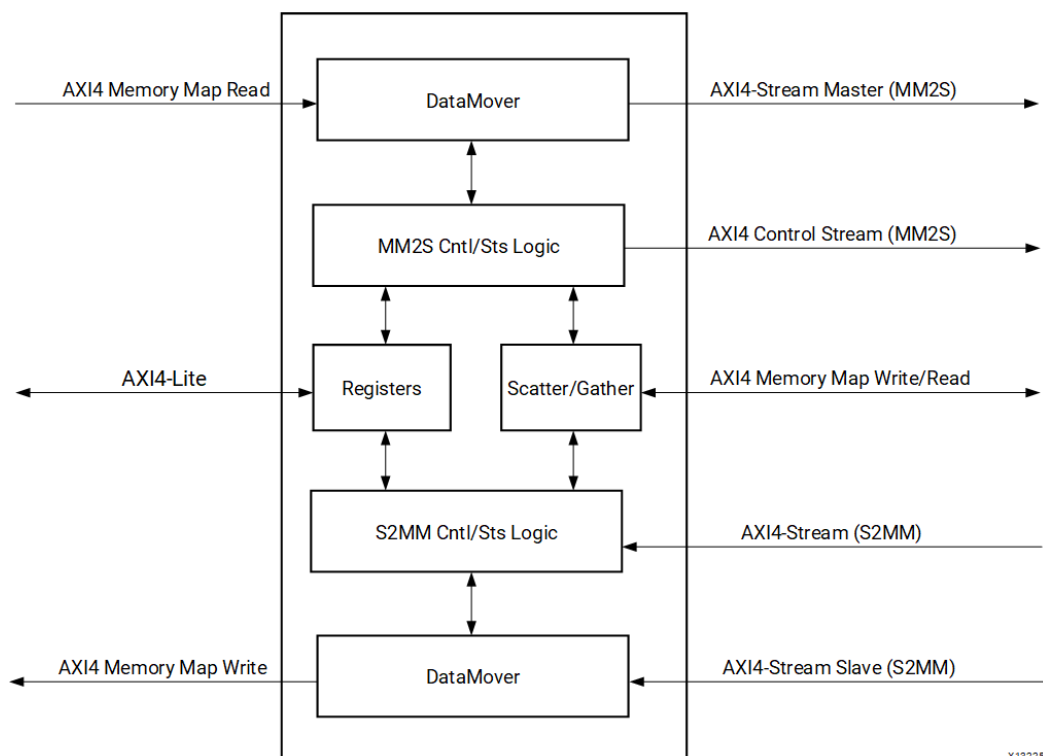 AXI4 Memory Map Read
DataMover
AXI4-Stream Master (MM2S)
MM2S Cntl/Sts Logic
AXI4 Control Stream (MM2S)
AXI4-Lite
Registers
Scatter/Gather
AXI4 Memory Map Write/Read
S2MM Cntl/Sts Logic
AXI4-Stream (S2MM)
AXI4 Memory Map Write
DataMover
AXI4-Stream Slave (S2MM)